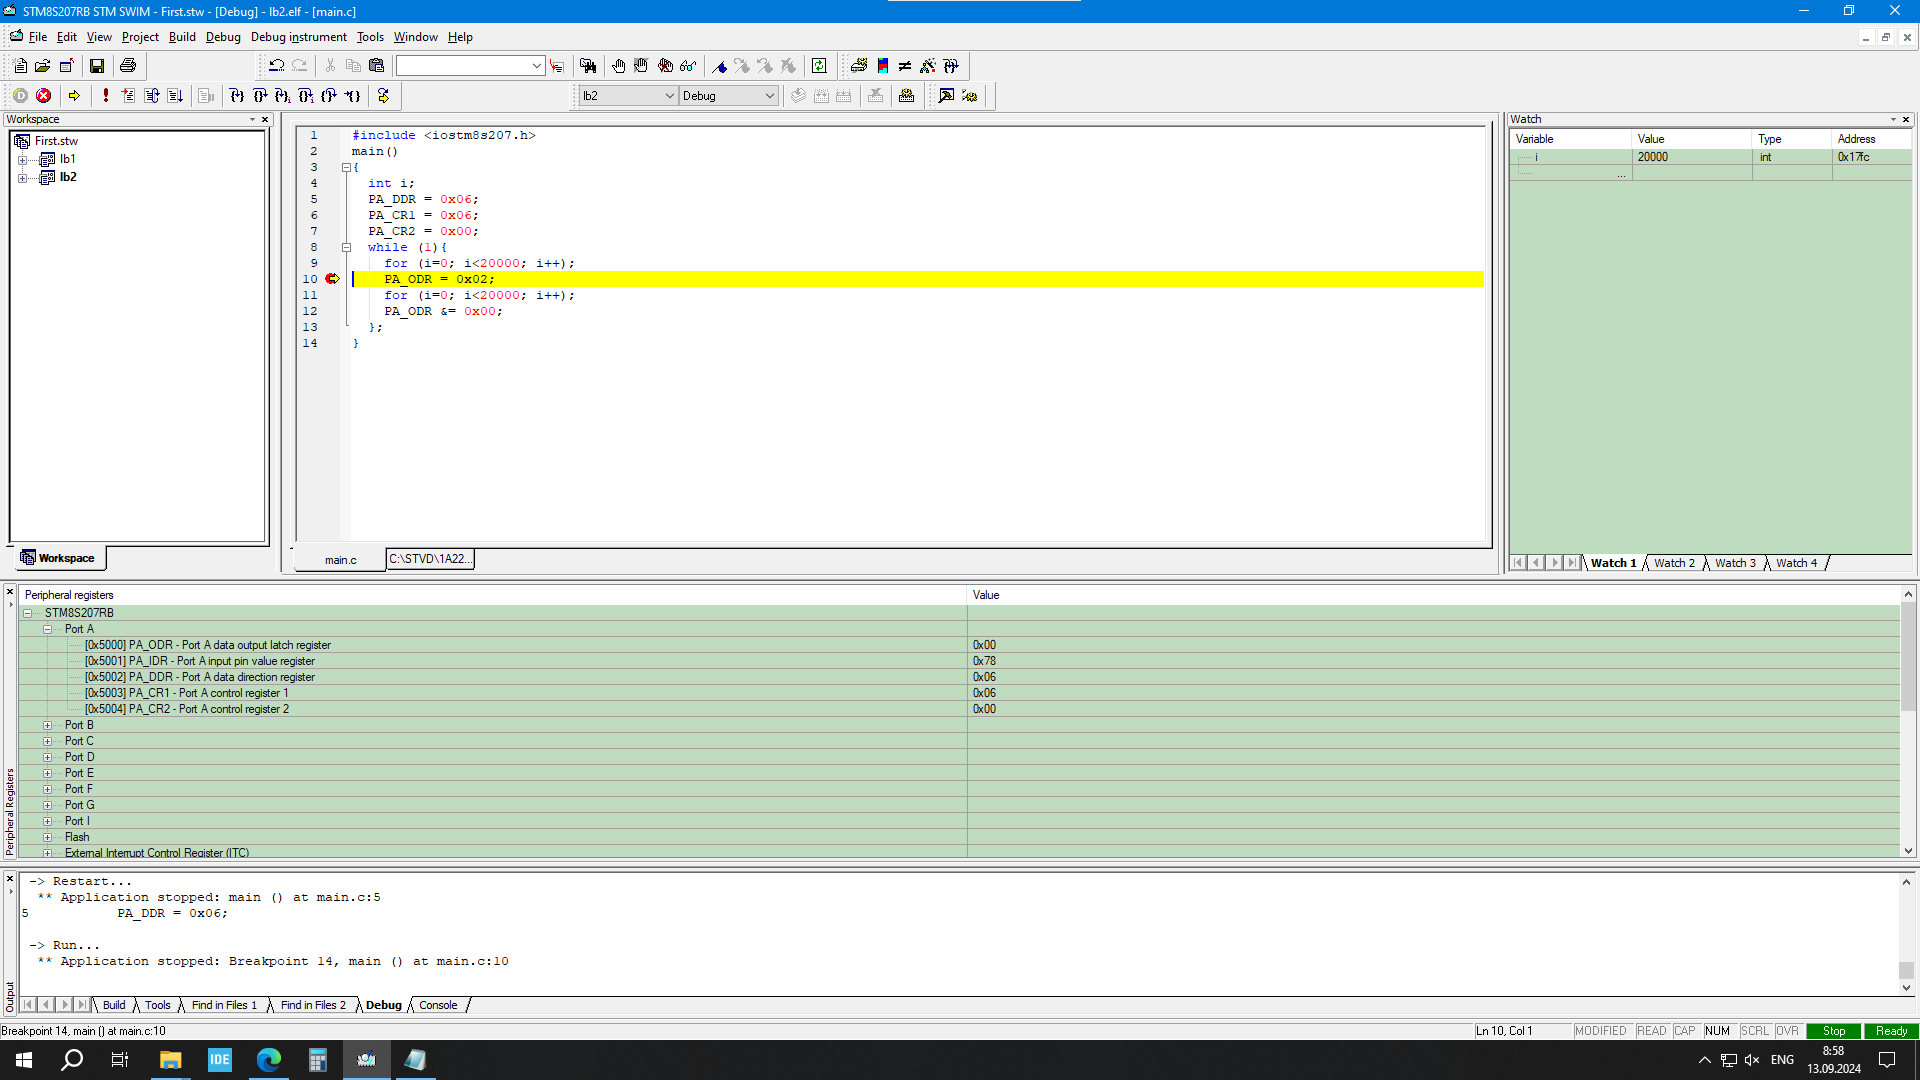 STM8S207RB STM SWIM - First.stw - [Debug] - lb2.elf - [main.c]
File Edit View Project Build Debug Debug instrument Tools Window Help
lb2 Debug
Workspace
First.stw
lb1
lb2
Workspace
1 #include <iostm8s207.h>
2 main()
3 {
4 int i;
5 PA_DDR = 0x06;
6 PA_CR1 = 0x06;
7 PA_CR2 = 0x00;
8 while (1){
9 for (i=0; i<20000; i++);
10 PA_ODR = 0x02;
11 for (i=0; i<20000; i++);
12 PA_ODR &= 0x00;
13 };
14 }
main.c C:\STVD\1A22...
Watch
Variable Value Type Address
i 20000 int 0x17fc
...
Watch 1 Watch 2 Watch 3 Watch 4
Peripheral registers Value
STM8S207RB
Port A
[0x5000] PA_ODR - Port A data output latch register 0x00
[0x5001] PA_IDR - Port A input pin value register 0x78
[0x5002] PA_DDR - Port A data direction register 0x06
[0x5003] PA_CR1 - Port A control register 1 0x06
[0x5004] PA_CR2 - Port A control register 2 0x00
Port B
Port C
Port D
Port E
Port F
Port G
Port I
Flash
External Interrupt Control Register (ITC)
Peripheral Registers
-> Restart...
** Application stopped: main () at main.c:5
5 PA_DDR = 0x06;
-> Run...
** Application stopped: Breakpoint 14, main () at main.c:10
Output
Build Tools Find in Files 1 Find in Files 2 Debug Console
Breakpoint 14, main () at main.c:10 Ln 10, Col 1 MODIFIED READ CAP NUM SCRL OVR Stop Ready
IDE
ENG
8:58
13.09.2024